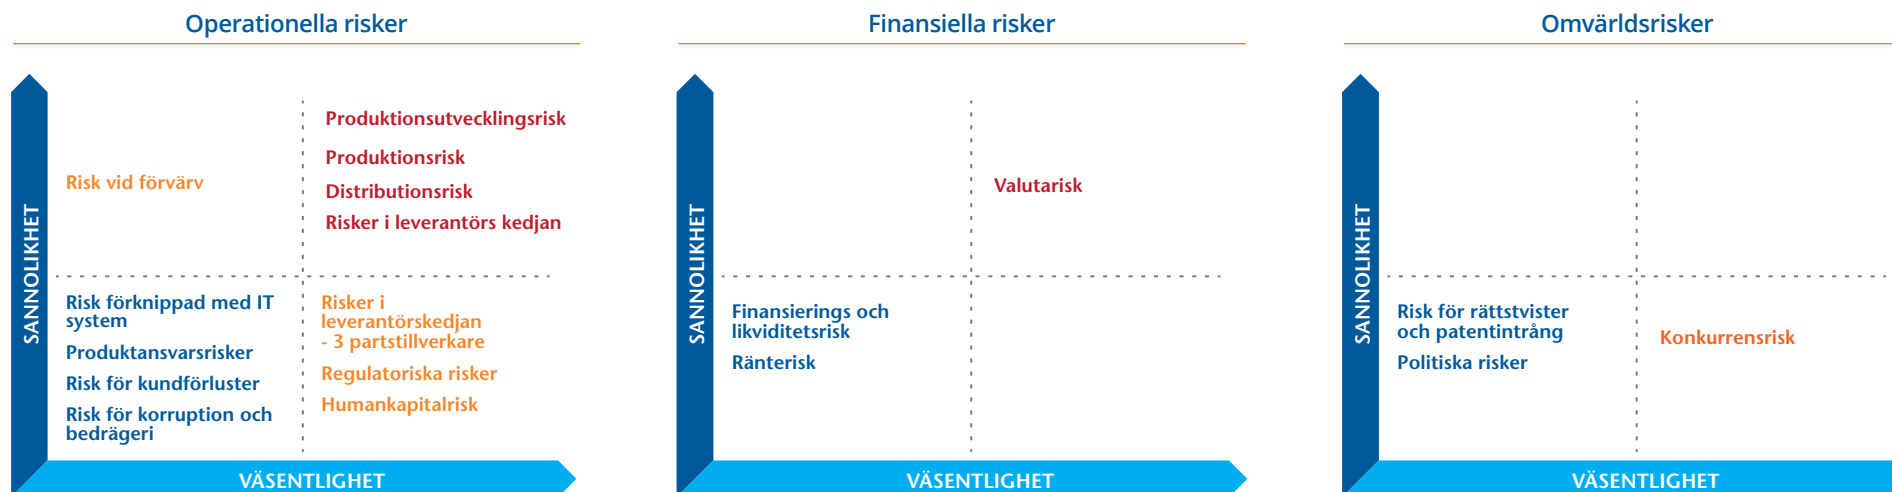 Operationella risker
SANNOLIKHET
Risk vid förvärv
Produktionsutvecklingsrisk
Produktionsrisk
Distributionsrisk
Risker i leverantörs kedjan
Risk förknippad med IT
system
Produktansvarsrisker
Risk för kundförluster
Risk för korruption och
bedrägeri
Risker i
leverantörskedjan
- 3 partstillverkare
Regulatoriska risker
Humankapitalrisk
VÄSENTLIGHET
Finansiella risker
SANNOLIKHET
Valutarisk
Finansierings och
likviditetsrisk
Ränterisk
VÄSENTLIGHET
Omvärldsrisker
SANNOLIKHET
Risk för rättstvister
och patentintrång
Politiska risker
Konkurrensrisk
VÄSENTLIGHET